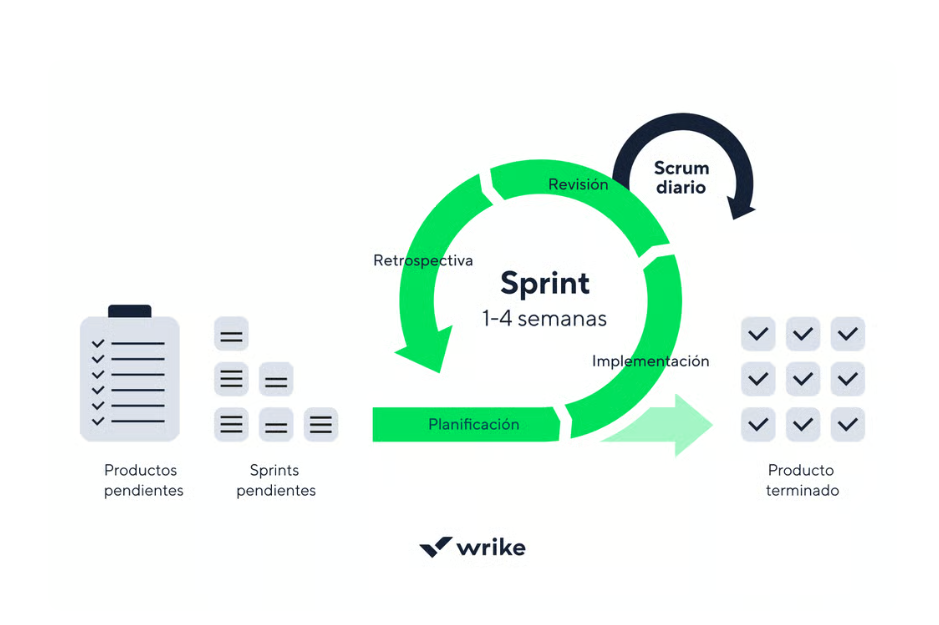 Scrum
diario
Revisión
Retrospectiva
Sprint
1-4 semanas
Implementación
Planificación
Productos
pendientes
Sprints
pendientes
Producto
terminado
wrike